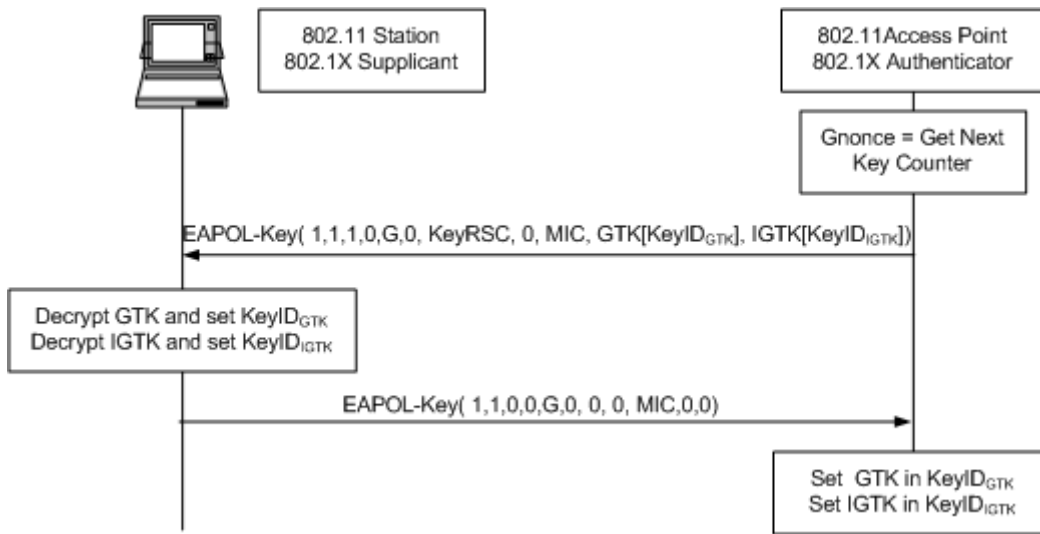 802.11 Station
802.1X Supplicant
802.11Access Point
802.1X Authenticator
Gnonce = Get Next
Key Counter
EAPOL-Key( 1,1,1,0,G,0, KeyRSC, 0, MIC, GTK[KeyIDGTK], IGTK[KeyIDIGTK])
Decrypt GTK and set KeyIDGTK
Decrypt IGTK and set KeyIDIGTK
EAPOL-Key( 1,1,0,0,G,0, 0, 0, MIC,0,0)
Set GTK in KeyIDGTK
Set IGTK in KeyIDIGTK